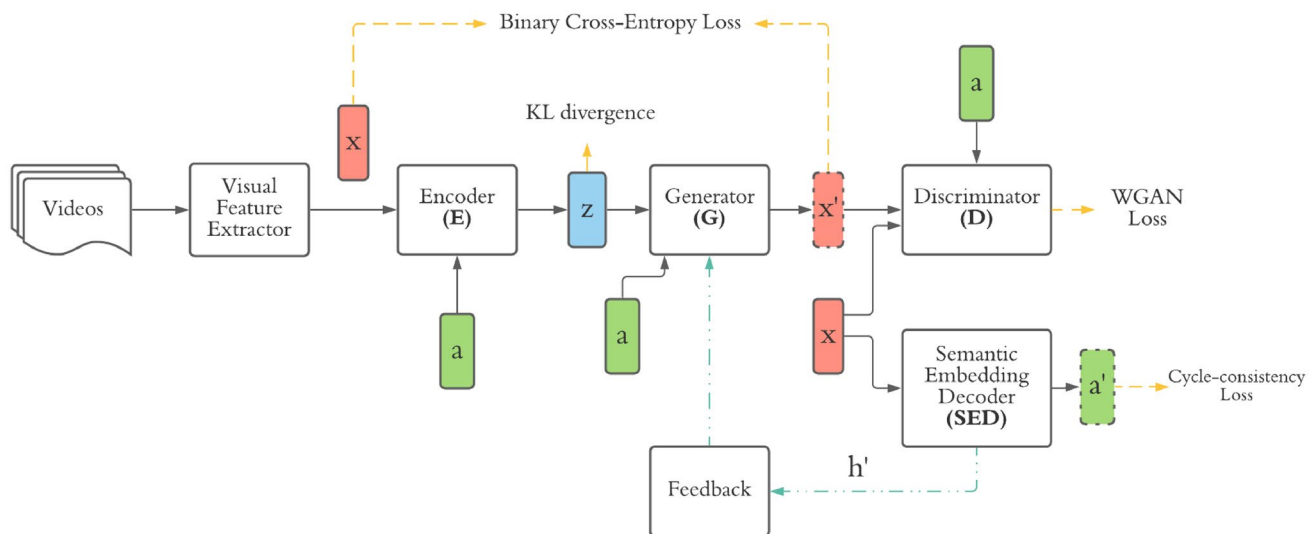 Binary Cross-Entropy Loss
a
x
KL divergence
Videos
Visual
Feature
Extractor
Encoder
(E)
z
Generator
(G)
x'
Discriminator
(D)
WGAN
Loss
a
a
x
Semantic
Embedding
Decoder
(SED)
a'
Cycle-consistency
Loss
h'
Feedback